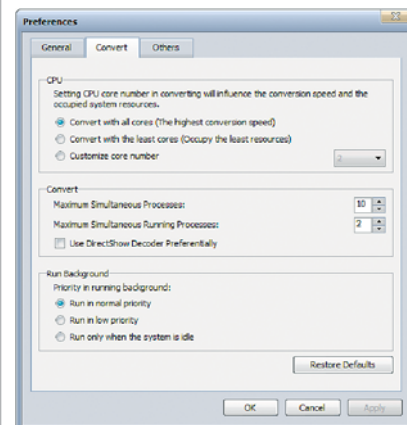 Preferences
General Convert Others
CPU
Setting CPU core number in converting will influence the conversion speed and the
occupied system resources.
Convert with all cores (The highest conversion speed)
Convert with the least cores (Occupy the least resources)
Customize core number 2
Convert
Maximum Simultaneous Processes: 10
Maximum Simultaneous Running Processes: 2
Use DirectShow Decoder Preferentially
Run Background
Priority in running background:
Run in normal priority
Run in low priority
Run only when the system is idle
Restore Defaults
OK Cancel Apply